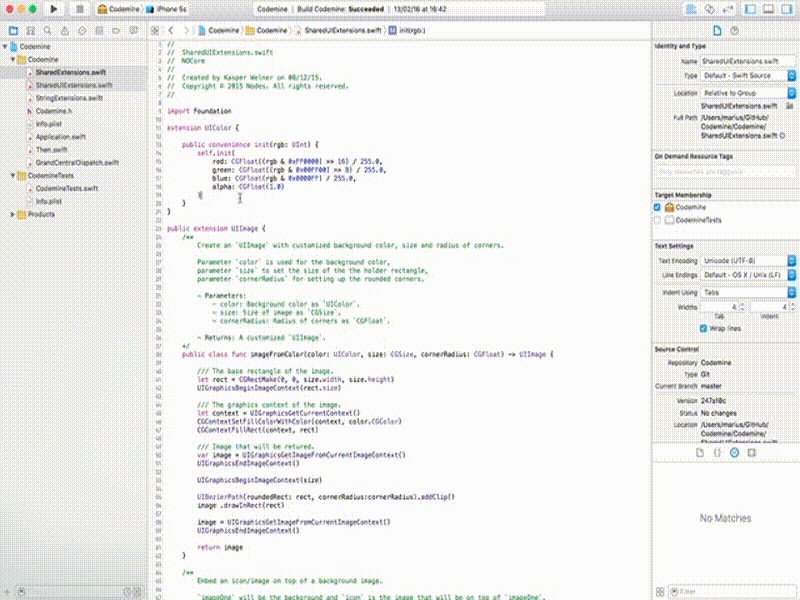 Codemine
iPhone 5s
Codemine | Build Codemine: Succeeded | 13/02/16 at 16:42
Codemine
Codemine
SharedUIExtensions.swift
init(rgb:)
Codemine
Codemine
SharedExtensions.swift
SharedUIExtensions.swift
StringExtensions.swift
Codemine.h
Info.plist
Application.swift
Then.swift
GrandCentralDispatch.swift
CodemineTests
CodemineTests.swift
Info.plist
Products
//
//  SharedUIExtensions.swift
//  NOCore
//
//  Created by Kasper Welner on 08/12/15.
//  Copyright © 2015 Nodes. All rights reserved.
//
import Foundation
extension UIColor {
public convenience init(rgb: UInt) {
self.init(
red: CGFloat((rgb & 0xFF0000) >> 16) / 255.0,
green: CGFloat((rgb & 0x00FF00) >> 8) / 255.0,
blue: CGFloat(rgb & 0x0000FF) / 255.0,
alpha: CGFloat(1.0)
)
}
}
public extension UIImage {
/**
Create an `UIImage` with customized background color, size and radius of corners.
Parameter `color` is used for the background color,
parameter `size` to set the size of the the holder rectangle,
parameter `cornerRadius` for setting up the rounded corners.
- Parameters:
- color: Background color as `UIColor`.
- size: Size of image as `CGSize`.
- cornerRadius: Radius of corners as `CGFloat`.
- Returns: A customized `UIImage`.
*/
public class func imageFromColor(color: UIColor, size: CGSize, cornerRadius: CGFloat) -> UIImage {
/// The base rectangle of the image.
let rect = CGRectMake(0, 0, size.width, size.height)
UIGraphicsBeginImageContext(rect.size)
/// The graphics context of the image.
let context = UIGraphicsGetCurrentContext()
CGContextSetFillColorWithColor(context, color.CGColor)
CGContextFillRect(context, rect)
/// Image that will be retured.
var image = UIGraphicsGetImageFromCurrentImageContext()
UIGraphicsEndImageContext()
UIGraphicsBeginImageContext(size)
UIBezierPath(roundedRect: rect, cornerRadius:cornerRadius).addClip()
image .drawInRect(rect)
image = UIGraphicsGetImageFromCurrentImageContext()
UIGraphicsEndImageContext()
return image
}
/**
Embed an icon/image on top of a background image.
`imageOne` will be the background and `icon` is the image that will be on top of `imageOne`.
Identity and Type
Name SharedUIExtensions.swift
Type Default - Swift Source
Location Relative to Group
SharedUIExtensions.swift
Full Path /Users/marius/GitHub/
Codemine/Codemine/
SharedUIExtensions.swift
On Demand Resource Tags
Target Membership
Codemine
CodemineTests
Text Settings
Text Encoding Unicode (UTF-8)
Line Endings Default - OS X / Unix (LF)
Indent Using Tabs
Widths 4 4
Tab Indent
Wrap lines
Source Control
Repository Codemine
Type Git
Current Branch master
Version 247a18c
Status No changes
Location /Users/marius/GitHub/
Codemine/Codemine/
No Matches
Filter